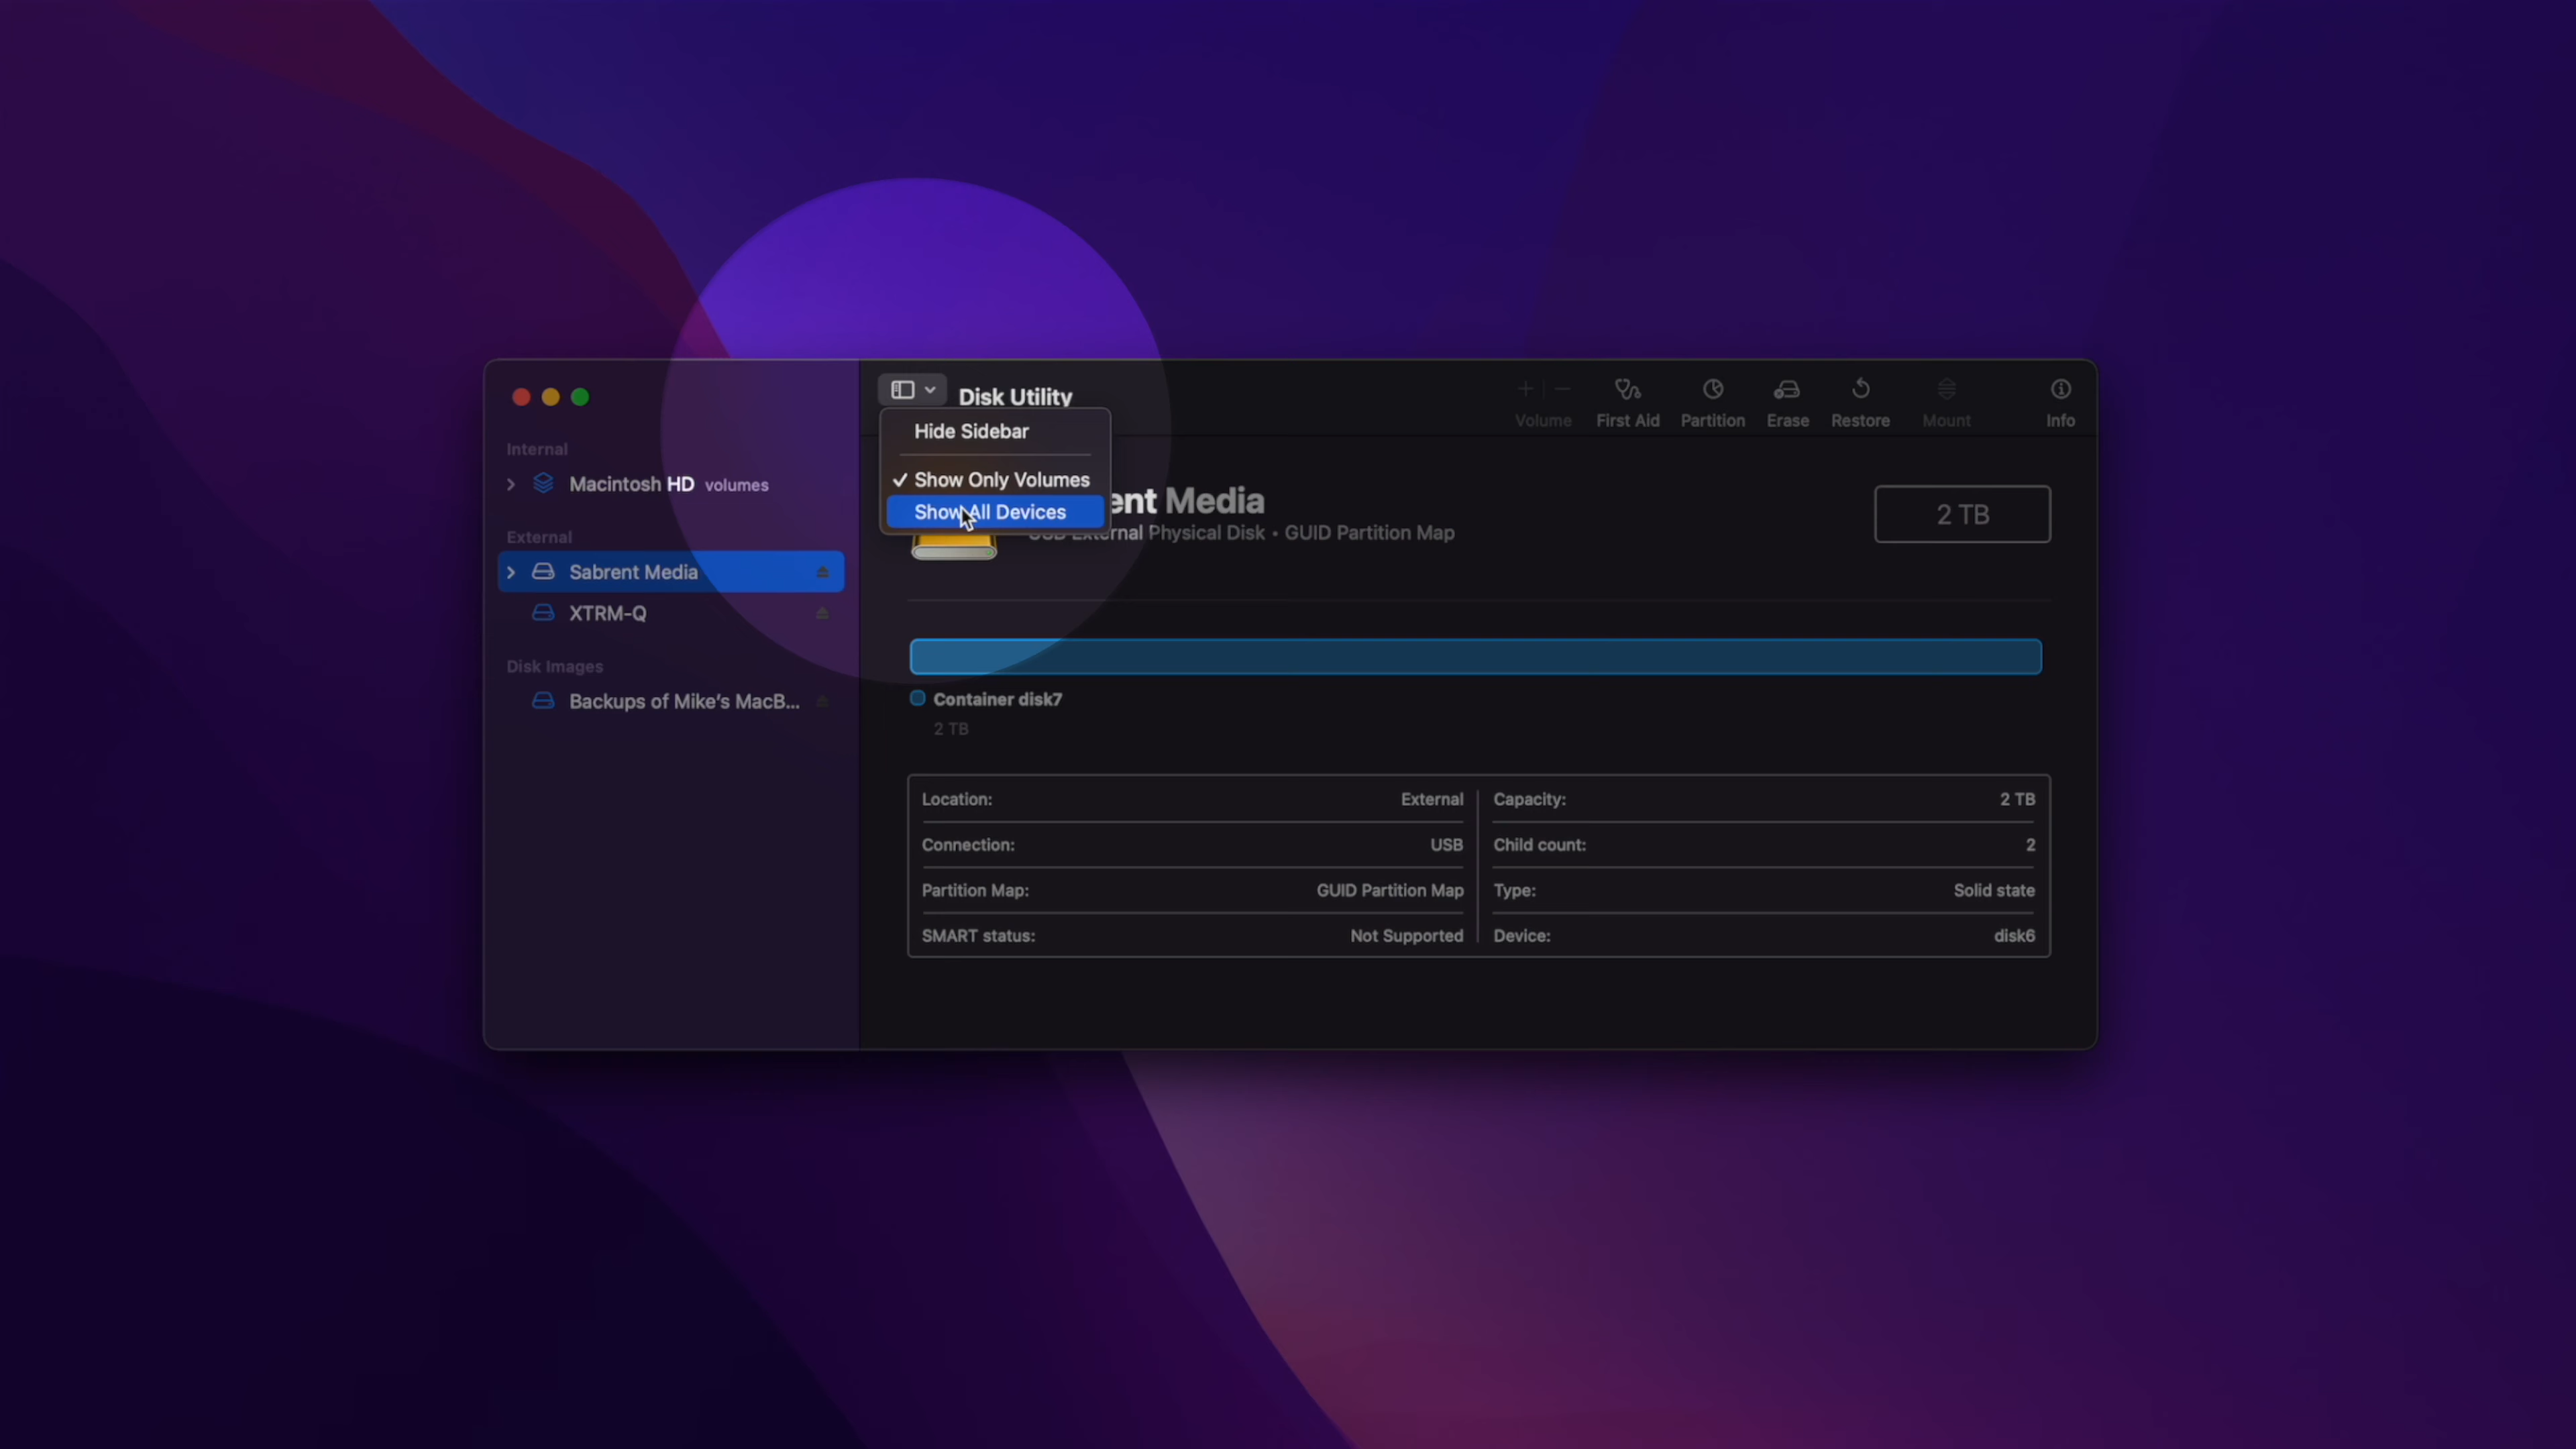 Disk Utility
Volume
First Aid
Partition
Erase
Restore
Mount
Info
Hide Sidebar
✓ Show Only Volumes
Show All Devices
Internal
Macintosh HD volumes
External
Sabrent Media
XTRM-Q
Disk Images
Backups of Mike's MacB...
ent Media
External Physical Disk • GUID Partition Map
2 TB
Container disk7
2 TB
Location: External
Capacity: 2 TB
Connection: USB
Child count: 2
Partition Map: GUID Partition Map
Type: Solid state
SMART status: Not Supported
Device: disk6